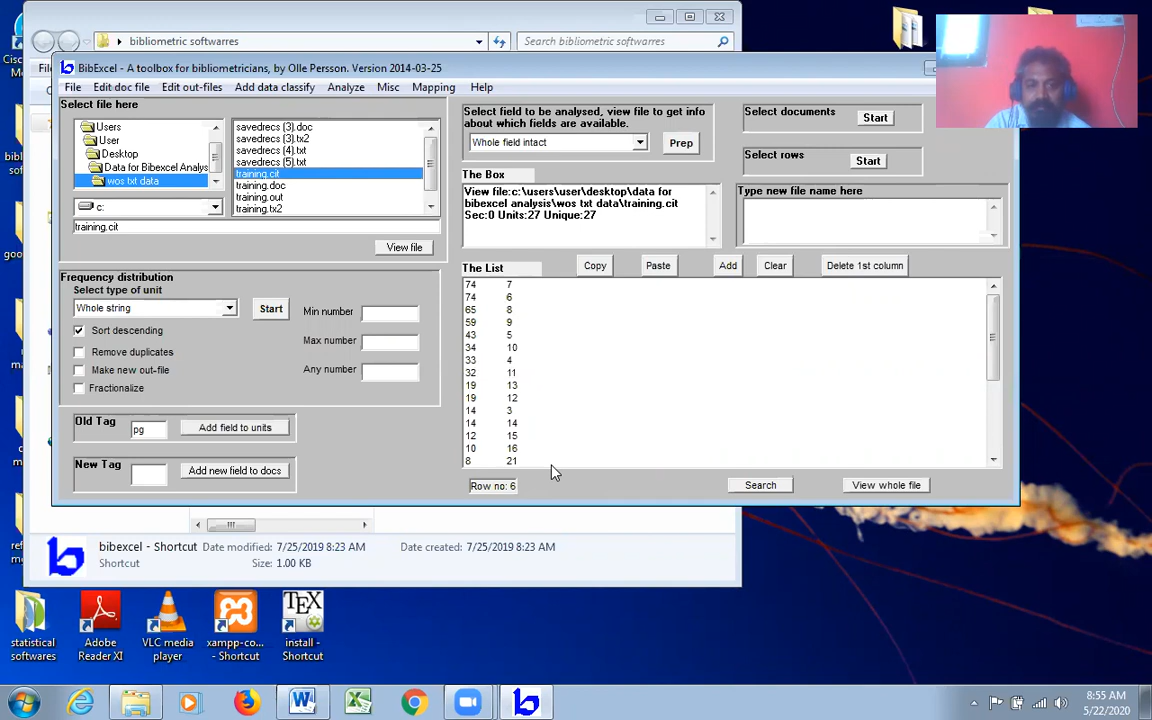 bibliometric softwarres
Search bibliometric softwarres
BibExcel - A toolbox for bibliometricians, by Olle Persson. Version 2014-03-25
File
Edit doc file
Edit out-files
Add data classify
Analyze
Misc
Mapping
Help
Select file here
Users
User
Desktop
Data for Bibexcel Analys
wos txt data
c:
savedrecs (3).doc
savedrecs (3).tx2
savedrecs (4).txt
savedrecs (5).txt
training.cit
training.doc
training.out
training.tx2
training.cit
View file
Frequency distribution
Select type of unit
Whole string
Start
Sort descending
Remove duplicates
Make new out-file
Fractionalize
Min number
Max number
Any number
Old Tag
pg
Add field to units
New Tag
Add new field to docs
Select field to be analysed, view file to get info
about which fields are available.
Whole field intact
Prep
Select documents
Start
Select rows
Start
The Box
View file:c:\users\user\desktop\data for
bibexcel analysis\wos txt data\training.cit
Sec:0 Units:27 Unique:27
Type new file name here
The List
Copy
Paste
Add
Clear
Delete 1st column
74 7
74 6
65 8
59 9
43 5
34 10
33 4
32 11
19 13
19 12
14 3
14 14
12 15
10 16
8 21
Row no: 6
Search
View whole file
bibexcel - Shortcut
Date modified: 7/25/2019 8:23 AM
Date created: 7/25/2019 8:23 AM
Shortcut
Size: 1.00 KB
statistical
softwares
Adobe
Reader XI
VLC media
player
xampp-co...
- Shortcut
install -
Shortcut
8:55 AM
5/22/2020